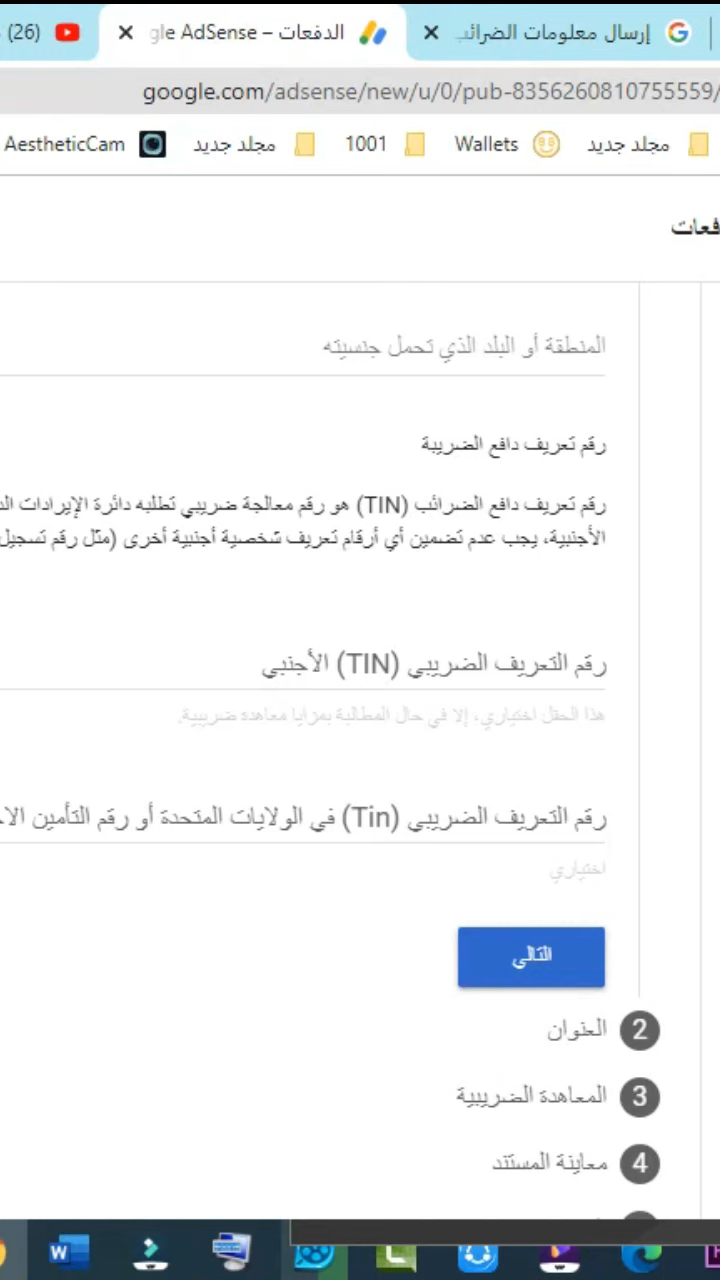 إرسال معلومات الضرائب
الدفعات – gle AdSense
(26)
google.com/adsense/new/u/0/pub-8356260810755559/
مجلد جديد Wallets 1001 مجلد جديد AestheticCam
فعات
المنطقة أو البلد الذي تحمل جنسيته
رقم تعريف دافع الضريبة
رقم تعريف دافع الضرائب (TIN) هو رقم معالجة ضريبي تطلبه دائرة الإيرادات
الأجنبية، يجب عدم تضمين أي أرقام تعريف شخصية أجنبية أخرى (مثل رقم تسجيل
رقم التعريف الضريبي (TIN) الأجنبي
هذا الحقل اختياري، إلا في حال المطالبة بمزايا معاهدة ضريبية.
رقم التعريف الضريبي (Tin) في الولايات المتحدة أو رقم التأمين
اختياري
التالي
2 العنوان
3 المعاهدة الضريبية
4 معاينة المستند